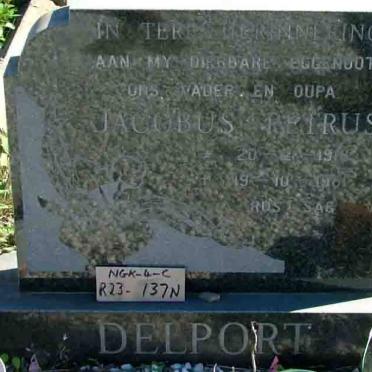 IN TERE HERINNERING
AAN MY DIERBARE EGGENOOT
ONS VADER EN OUPA
JACOBUS PETRUS
RUS SAG
NGK-4-C
R23- 137N
DELPORT